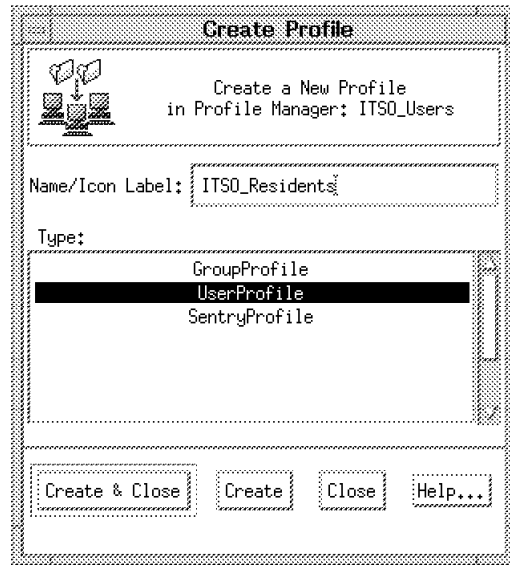 Create Profile
Create a New Profile
in Profile Manager: ITSO_Users
Name/Icon Label: ITSO_Residents
Type:
GroupProfile
UserProfile
SentryProfile
Create & Close Create Close Help...